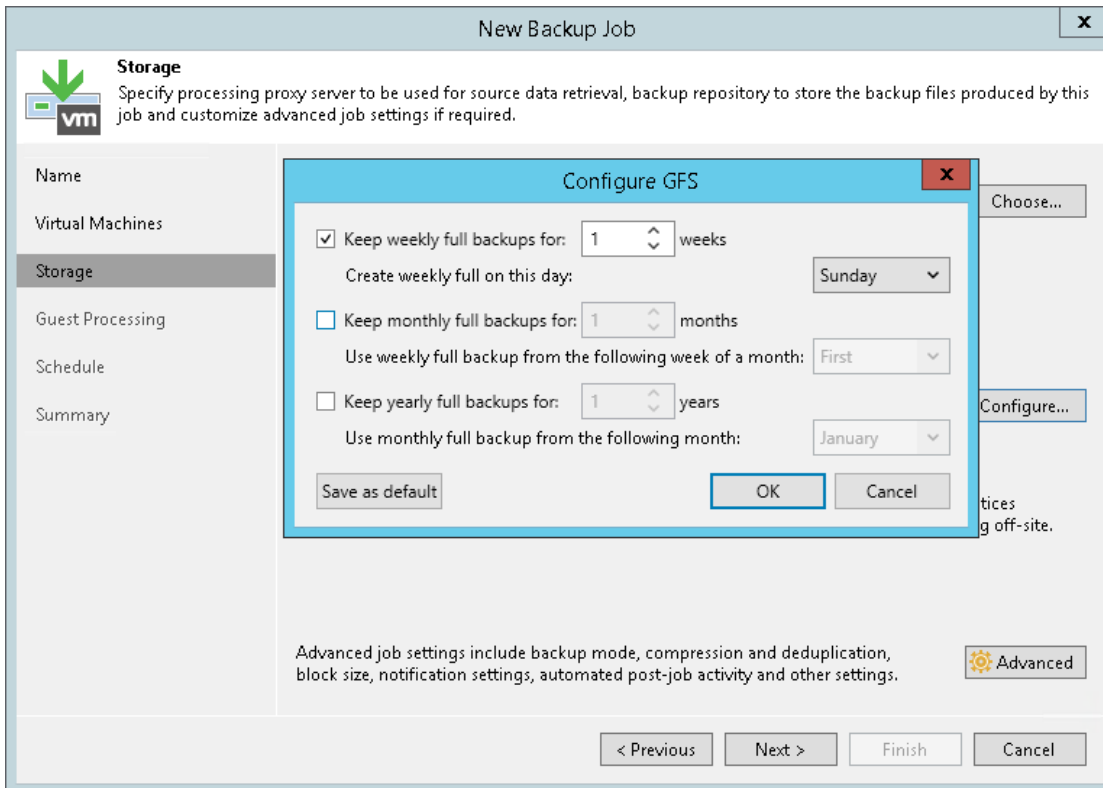 New Backup Job
x
Storage
Specify processing proxy server to be used for source data retrieval, backup repository to store the backup files produced by this
job and customize advanced job settings if required.
vm
Name
Virtual Machines
Storage
Guest Processing
Schedule
Summary
Choose...
Configure...
tices
g off-site.
Configure GFS
x
Keep weekly full backups for: 1 weeks
Create weekly full on this day: Sunday
Keep monthly full backups for: 1 months
Use weekly full backup from the following week of a month: First
Keep yearly full backups for: 1 years
Use monthly full backup from the following month: January
Save as default OK Cancel
Advanced job settings include backup mode, compression and deduplication,
block size, notification settings, automated post-job activity and other settings.
Advanced
< Previous Next > Finish Cancel